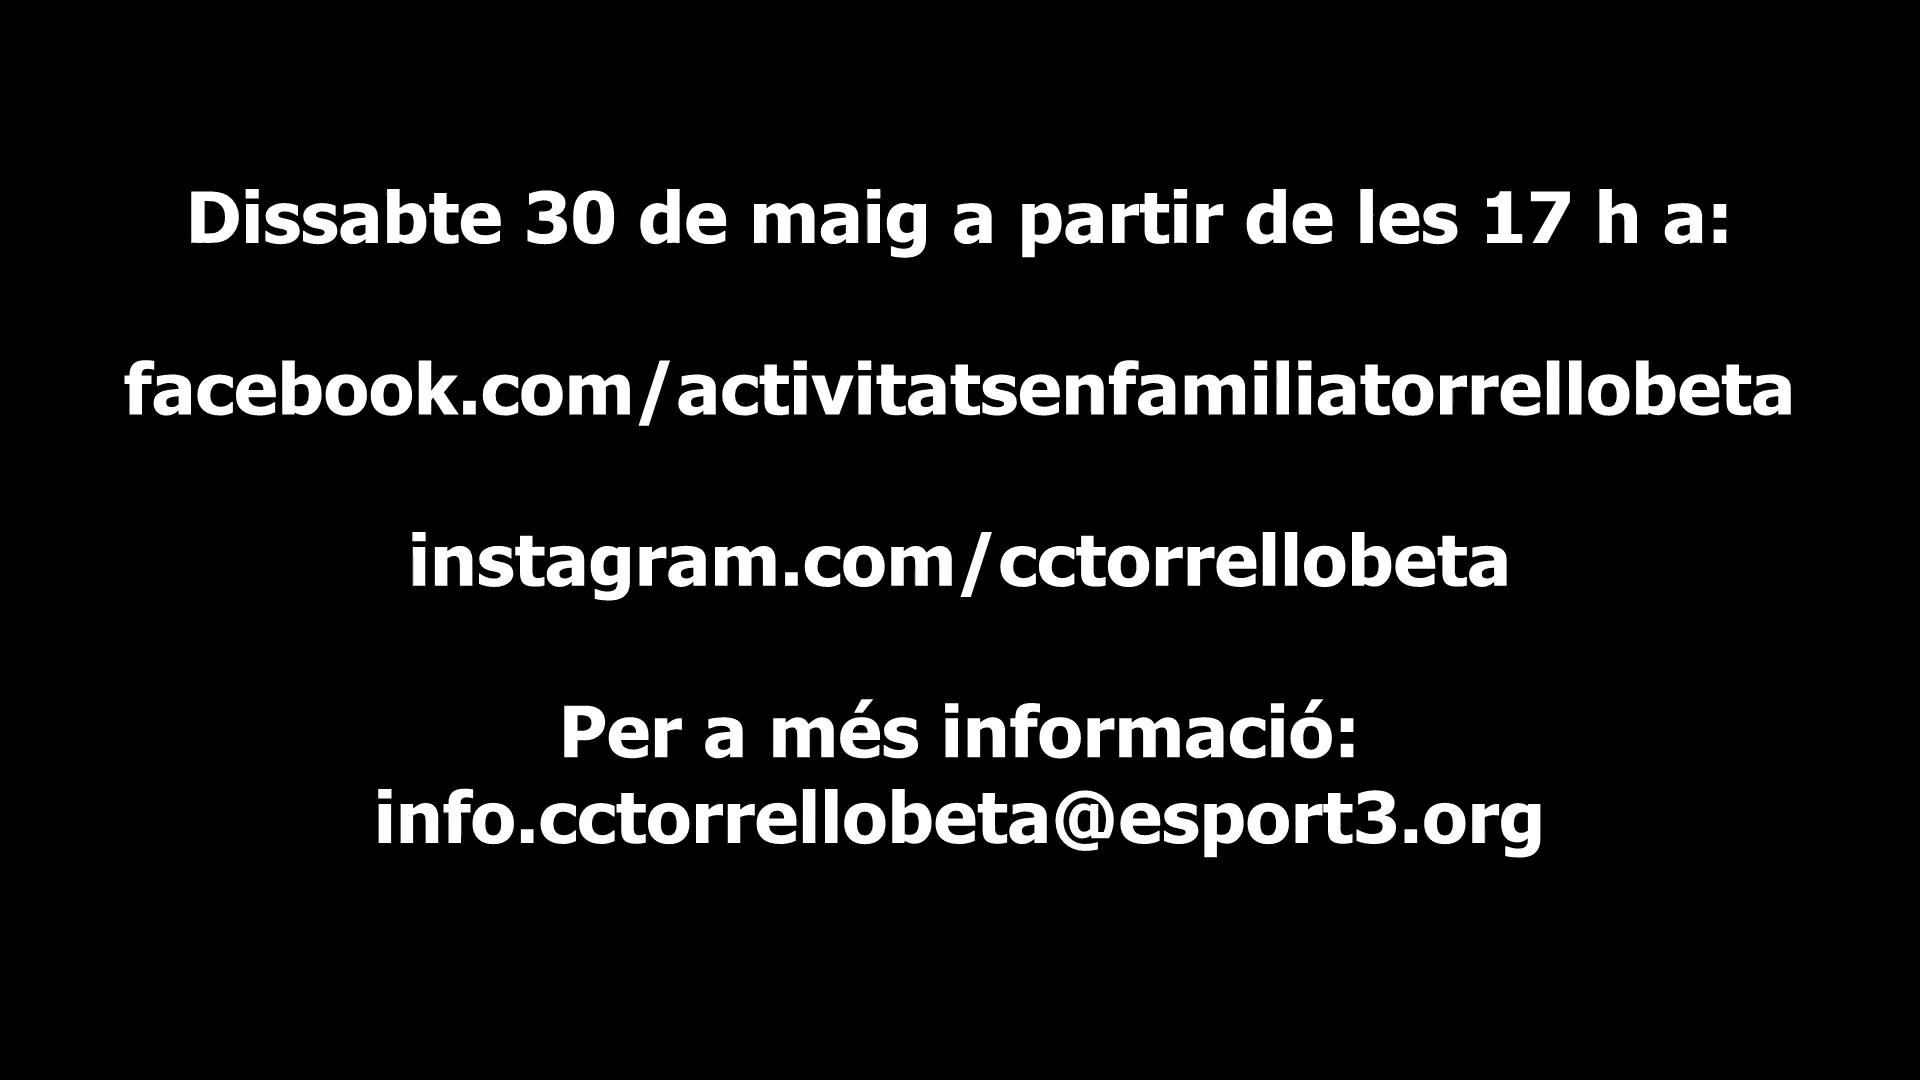 Dissabte 30 de maig a partir de les 17 h a:
facebook.com/activitatsenfamiliatorrellobeta
instagram.com/cctorrellobeta
Per a més informació:
info.cctorrellobeta@esport3.org